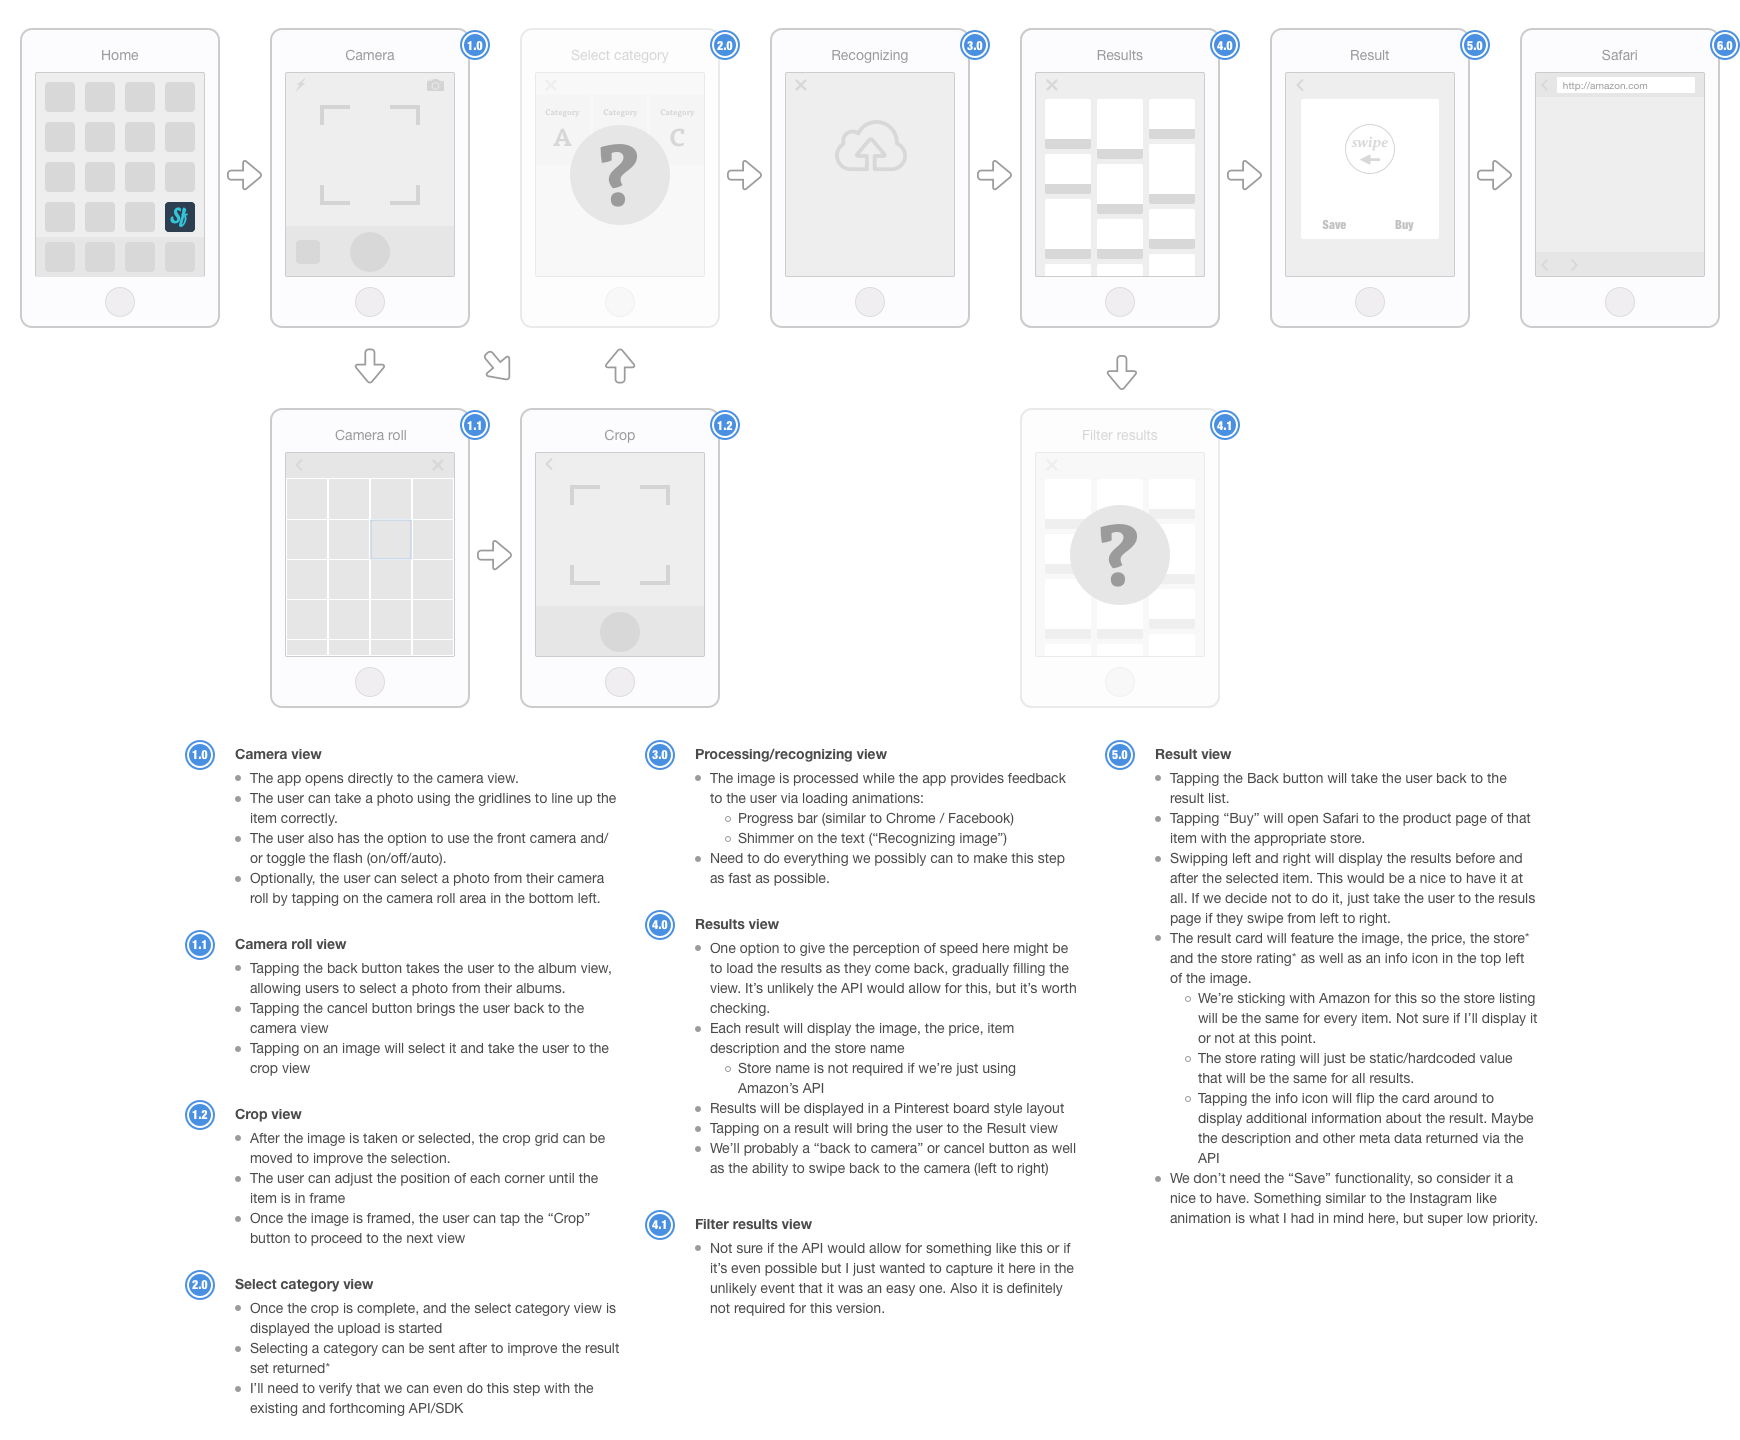 Home
Camera
1.0
Select category
2.0
Recognizing
3.0
Results
4.0
Result
5.0
Safari
6.0
Category
Category
Category
A
?
C
http://amazon.com
swipe
Save
Buy
Sf
Camera roll
1.1
Crop
1.2
Filter results
4.1
?
1.0
Camera view
The app opens directly to the camera view.
The user can take a photo using the gridlines to line up the
item correctly.
The user also has the option to use the front camera and/
or toggle the flash (on/off/auto).
Optionally, the user can select a photo from their camera
roll by tapping on the camera roll area in the bottom left.
1.1
Camera roll view
Tapping the back button takes the user to the album view,
allowing users to select a photo from their albums.
Tapping the cancel button brings the user back to the
camera view
Tapping on an image will select it and take the user to the
crop view
1.2
Crop view
After the image is taken or selected, the crop grid can be
moved to improve the selection.
The user can adjust the position of each corner until the
item is in frame
Once the image is framed, the user can tap the “Crop”
button to proceed to the next view
2.0
Select category view
Once the crop is complete, and the select category view is
displayed the upload is started
Selecting a category can be sent after to improve the result
set returned*
I’ll need to verify that we can even do this step with the
existing and forthcoming API/SDK
3.0
Processing/recognizing view
The image is processed while the app provides feedback
to the user via loading animations:
Progress bar (similar to Chrome / Facebook)
Shimmer on the text (“Recognizing image”)
Need to do everything we possibly can to make this step
as fast as possible.
4.0
Results view
One option to give the perception of speed here might be
to load the results as they come back, gradually filling the
view. It’s unlikely the API would allow for this, but it’s worth
checking.
Each result will display the image, the price, item
description and the store name
Store name is not required if we’re just using
Amazon’s API
Results will be displayed in a Pinterest board style layout
Tapping on a result will bring the user to the Result view
We’ll probably a “back to camera” or cancel button as well
as the ability to swipe back to the camera (left to right)
4.1
Filter results view
Not sure if the API would allow for something like this or if
it’s even possible but I just wanted to capture it here in the
unlikely event that it was an easy one. Also it is definitely
not required for this version.
5.0
Result view
Tapping the Back button will take the user back to the
result list.
Tapping “Buy” will open Safari to the product page of that
item with the appropriate store.
Swipping left and right will display the results before and
after the selected item. This would be a nice to have it at
all. If we decide not to do it, just take the user to the resuls
page if they swipe from left to right.
The result card will feature the image, the price, the store*
and the store rating* as well as an info icon in the top left
of the image.
We’re sticking with Amazon for this so the store listing
will be the same for every item. Not sure if I’ll display it
or not at this point.
The store rating will just be static/hardcoded value
that will be the same for all results.
Tapping the info icon will flip the card around to
display additional information about the result. Maybe
the description and other meta data returned via the
API
We don’t need the “Save” functionality, so consider it a
nice to have. Something similar to the Instagram like
animation is what I had in mind here, but super low priority.